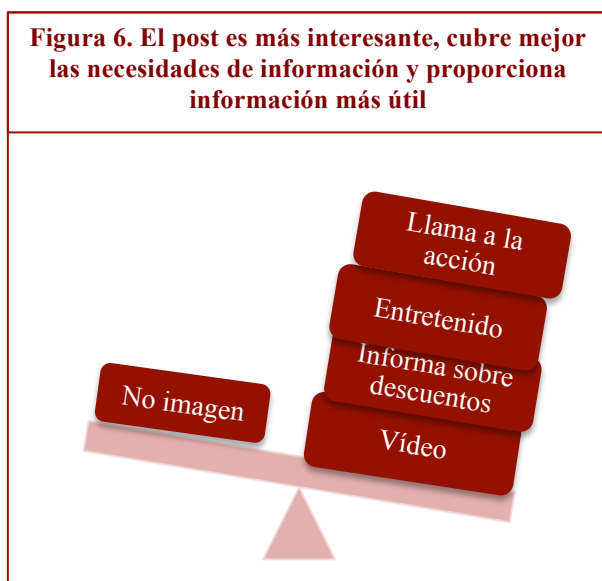 Figura 6. El post es más interesante, cubre mejor
las necesidades de información y proporciona
información más útil
Llama a la
acción
Entretenido
Informa sobre
descuentos
No imagen
Vídeo